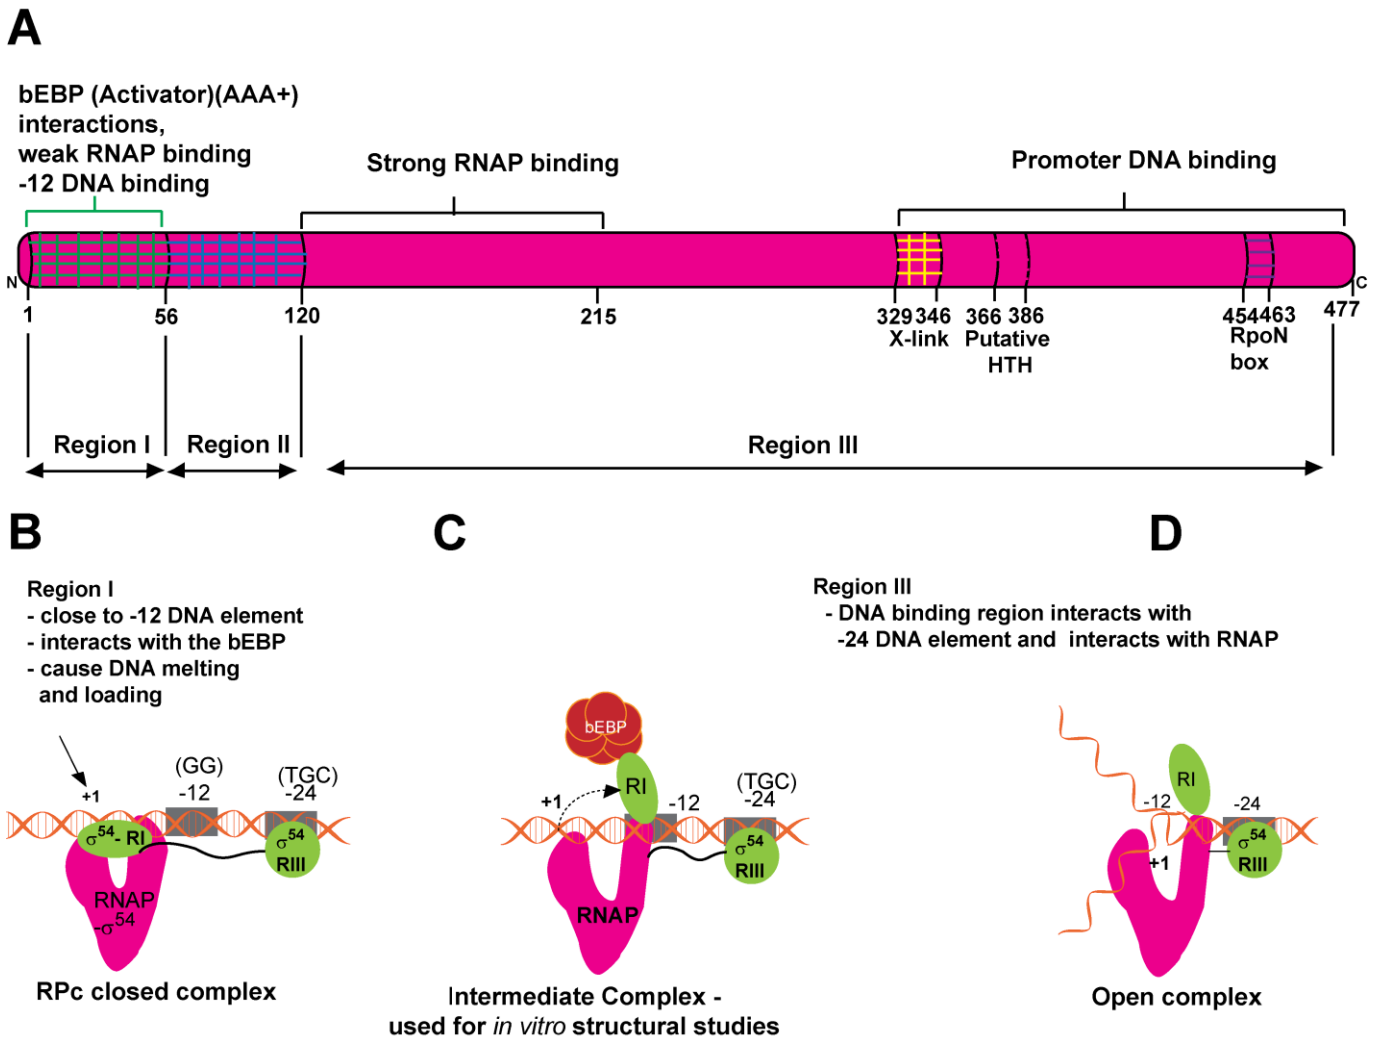 A
bEBP (Activator)(AAA+)
interactions,
weak RNAP binding
-12 DNA binding
Strong RNAP binding
Promoter DNA binding
N
C
1
56
120
215
329 346 366 386
454463
477
X-link
Putative
HTH
RpoN
box
Region I
Region II
Region III
B
Region I
- close to -12 DNA element
- interacts with the bEBP
- cause DNA melting
and loading
+1
(GG)
-12
(TGC)
-24
σ54- RI
σ54
RIII
RNAP
-σ54
RPc closed complex
C
bEBP
RI
+1
-12
(TGC)
-24
σ54
RIII
RNAP
Intermediate Complex -
used for in vitro structural studies
D
Region III
- DNA binding region interacts with
-24 DNA element and interacts with RNAP
RI
-12
-24
+1
σ54
RIII
Open complex